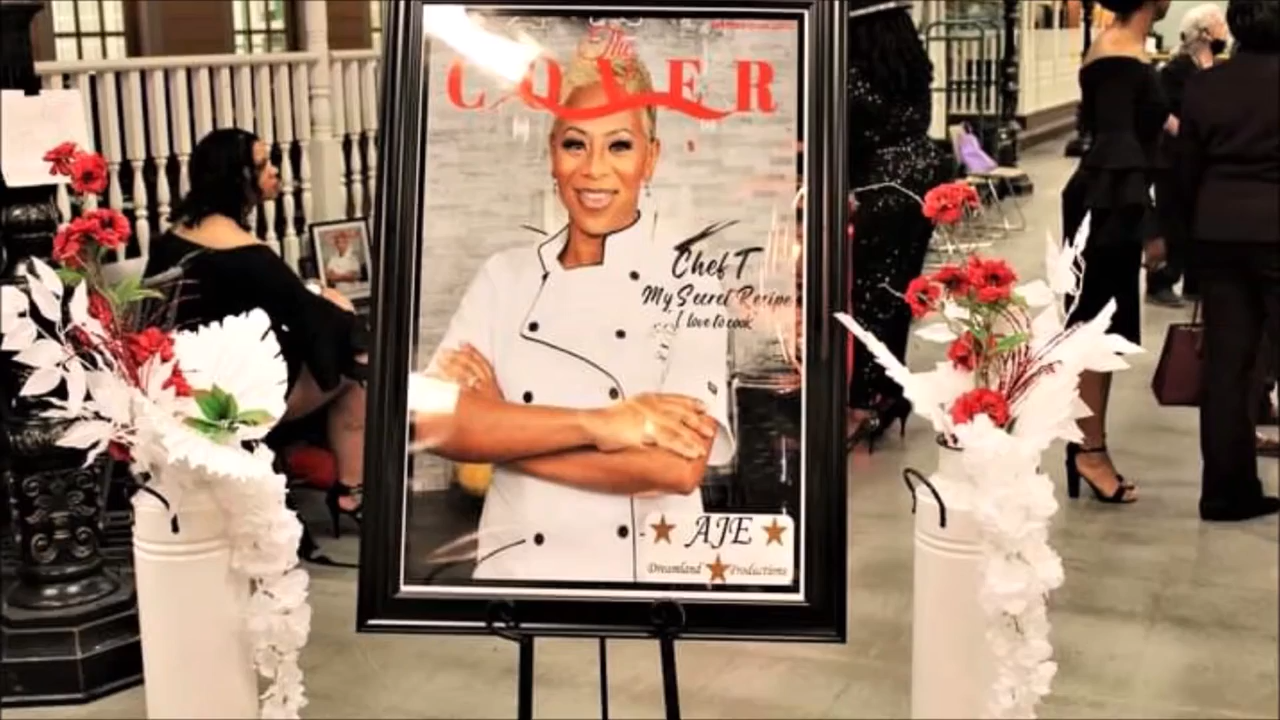 The
COVER
Chef T
My Secret Recipe
I love to cook
AJE
Dreamland Productions